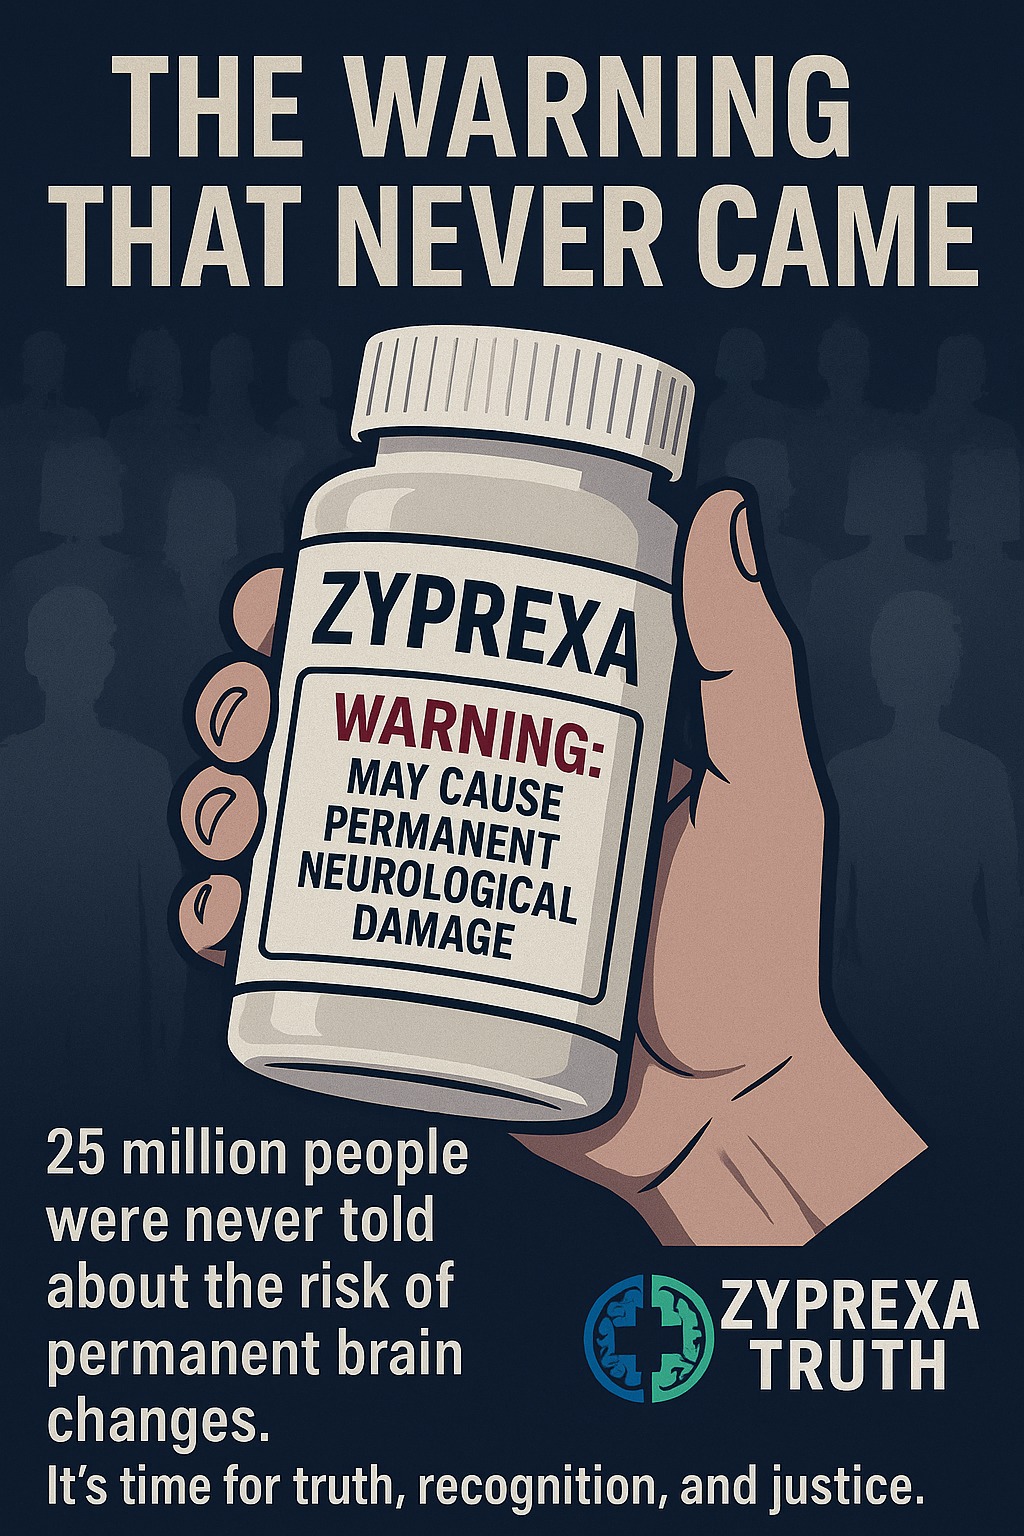 THE WARNING
THAT NEVER CAME
ZYPREXA
WARNING:
MAY CAUSE
PERMANENT
NEUROLOGICAL
DAMAGE
25 million people
were never told
about the risk of
permanent brain
changes.
ZYPREXA
TRUTH
It's time for truth, recognition, and justice.